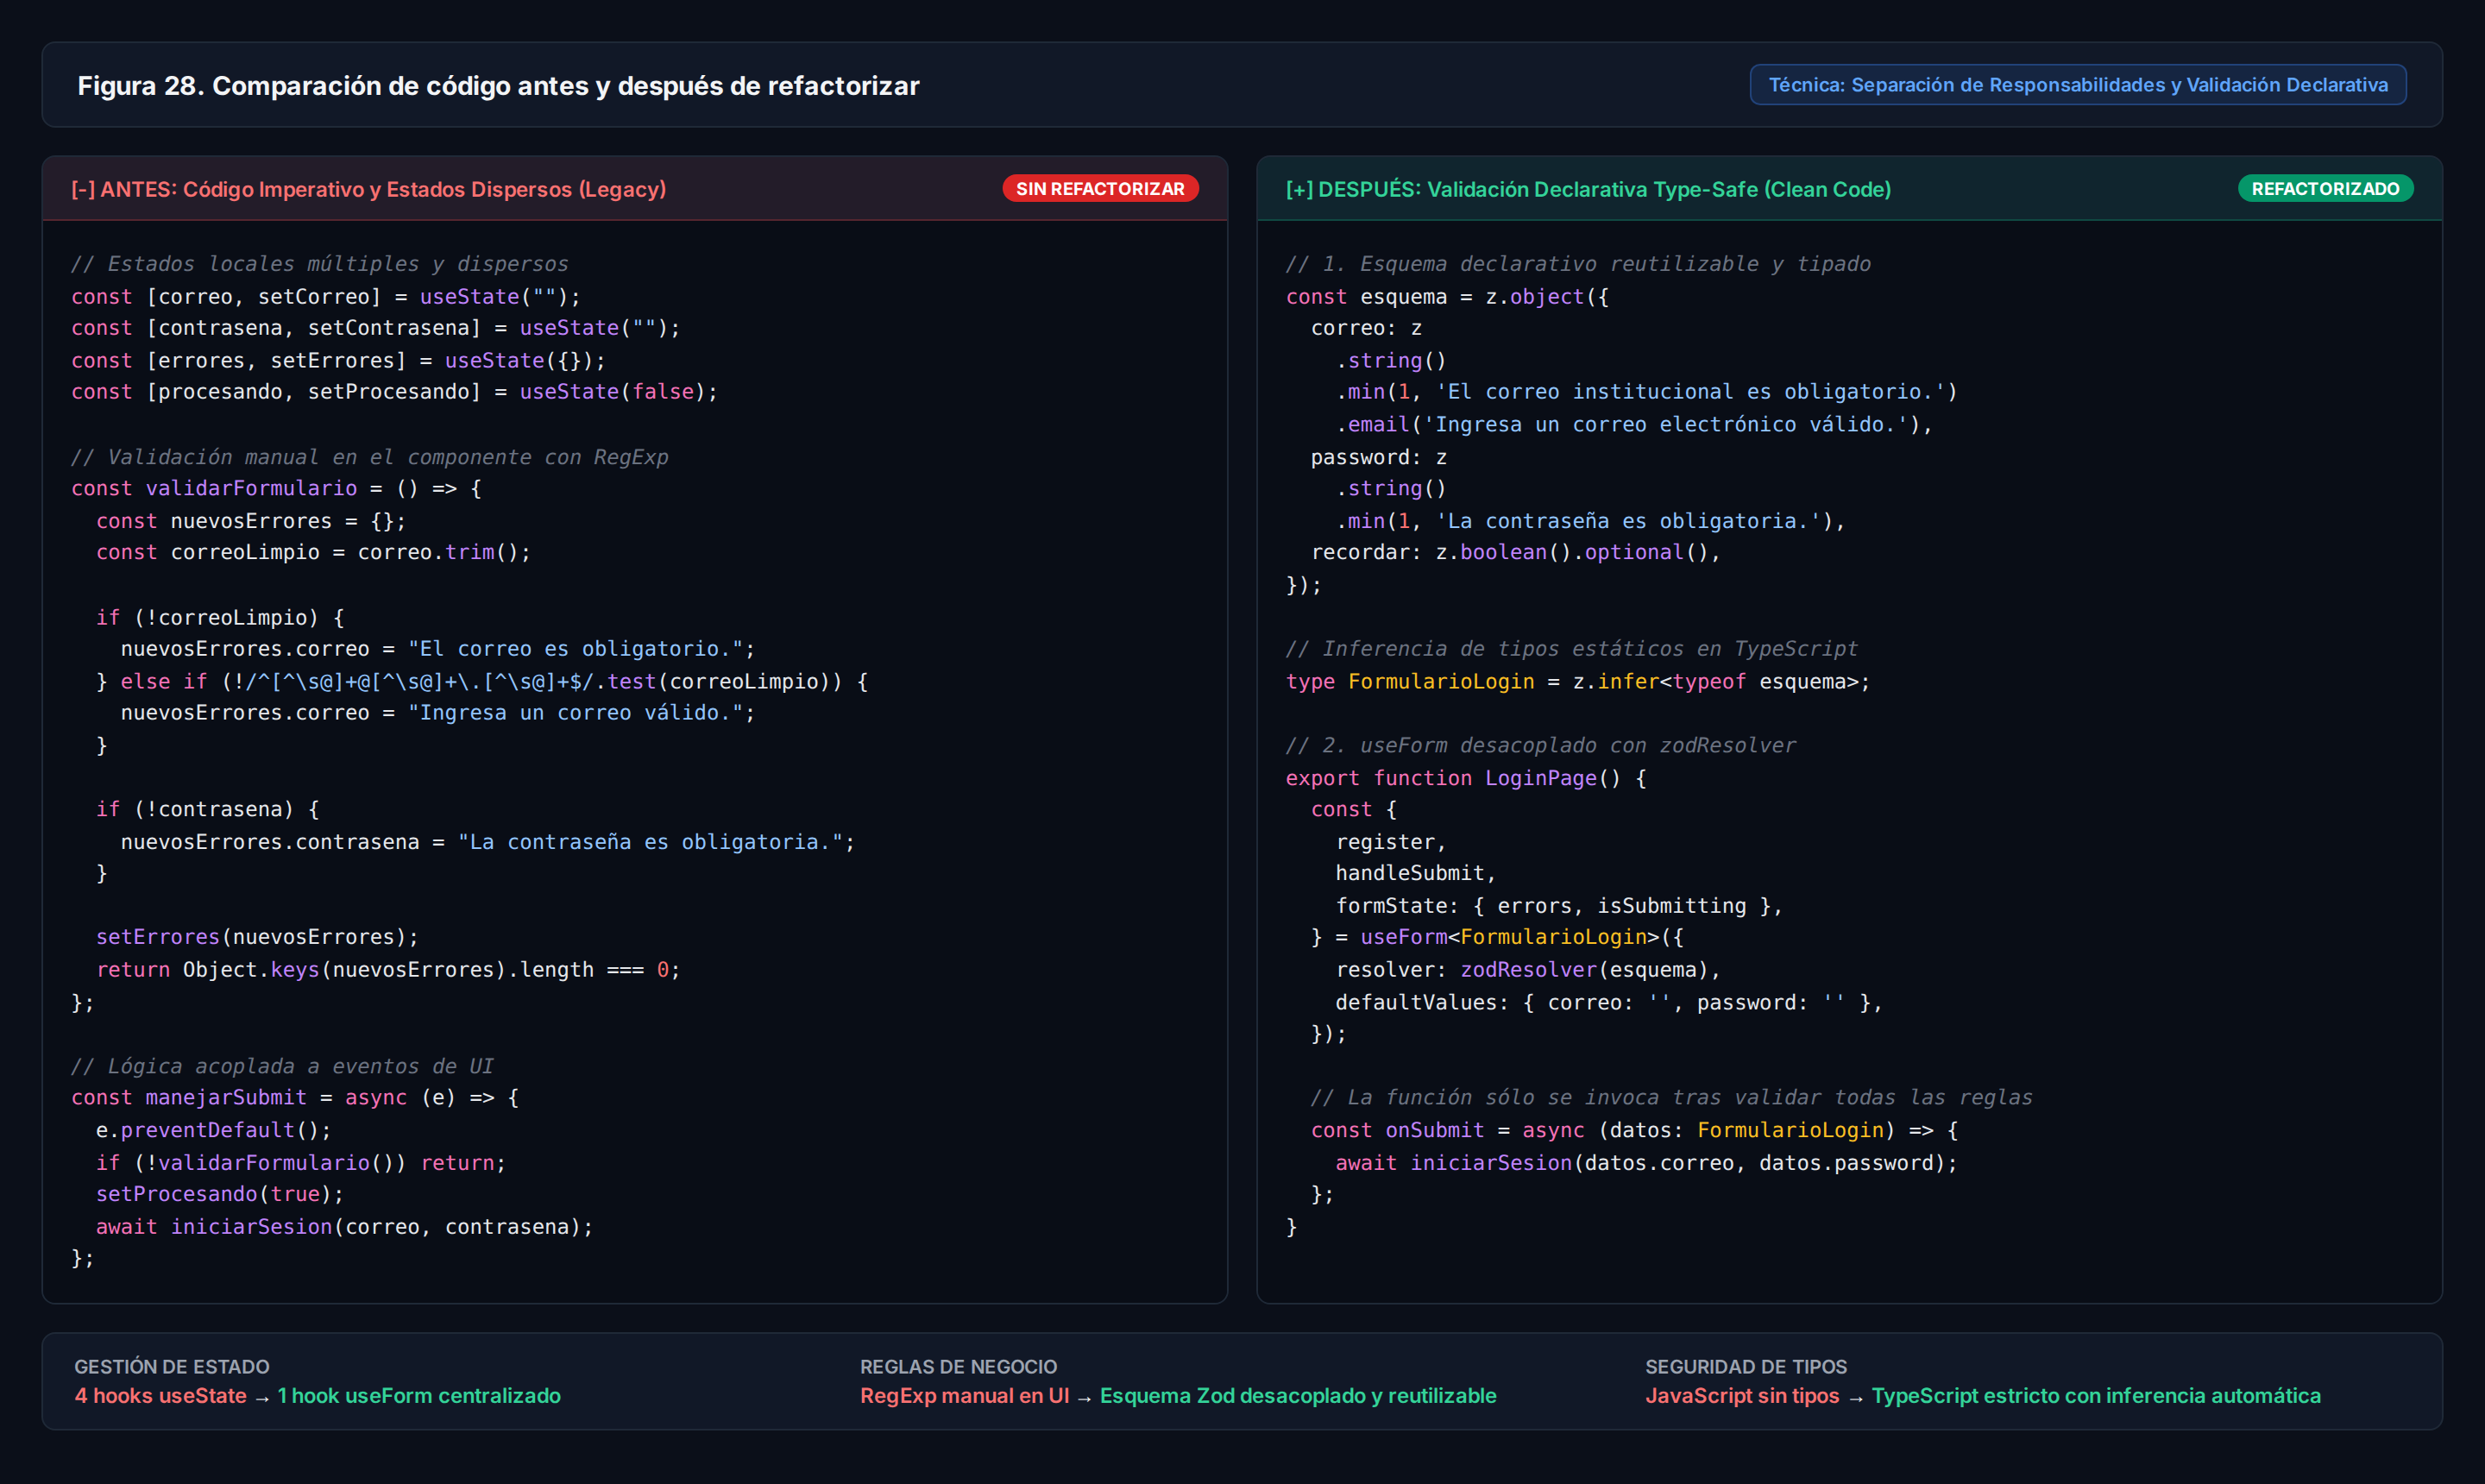 Figura 28. Comparación de código antes y después de refactorizar
Técnica: Separación de Responsabilidades y Validación Declarativa
[-] ANTES: Código Imperativo y Estados Dispersos (Legacy)
SIN REFACTORIZAR
// Estados locales múltiples y dispersos
const [correo, setCorreo] = useState("");
const [contrasena, setContrasena] = useState("");
const [errores, setErrores] = useState({});
const [procesando, setProcesando] = useState(false);
// Validación manual en el componente con RegExp
const validarFormulario = () => {
  const nuevosErrores = {};
  const correoLimpio = correo.trim();
  if (!correoLimpio) {
    nuevosErrores.correo = "El correo es obligatorio.";
  } else if (!/^[^\s@]+@[^\s@]+\.[^\s@]+$/.test(correoLimpio)) {
    nuevosErrores.correo = "Ingresa un correo válido.";
  }
  if (!contrasena) {
    nuevosErrores.contrasena = "La contraseña es obligatoria.";
  }
  setErrores(nuevosErrores);
  return Object.keys(nuevosErrores).length === 0;
};
// Lógica acoplada a eventos de UI
const manejarSubmit = async (e) => {
  e.preventDefault();
  if (!validarFormulario()) return;
  setProcesando(true);
  await iniciarSesion(correo, contrasena);
};
[+] DESPUÉS: Validación Declarativa Type-Safe (Clean Code)
REFACTORIZADO
// 1. Esquema declarativo reutilizable y tipado
const esquema = z.object({
  correo: z
    .string()
    .min(1, 'El correo institucional es obligatorio.')
    .email('Ingresa un correo electrónico válido.'),
  password: z
    .string()
    .min(1, 'La contraseña es obligatoria.'),
  recordar: z.boolean().optional(),
});
// Inferencia de tipos estáticos en TypeScript
type FormularioLogin = z.infer<typeof esquema>;
// 2. useForm desacoplado con zodResolver
export function LoginPage() {
  const {
    register,
    handleSubmit,
    formState: { errors, isSubmitting },
  } = useForm<FormularioLogin>({
    resolver: zodResolver(esquema),
    defaultValues: { correo: '', password: '' },
  });
  // La función sólo se invoca tras validar todas las reglas
  const onSubmit = async (datos: FormularioLogin) => {
    await iniciarSesion(datos.correo, datos.password);
  };
}
GESTIÓN DE ESTADO
4 hooks useState → 1 hook useForm centralizado
REGLAS DE NEGOCIO
RegExp manual en UI → Esquema Zod desacoplado y reutilizable
SEGURIDAD DE TIPOS
JavaScript sin tipos → TypeScript estricto con inferencia automática